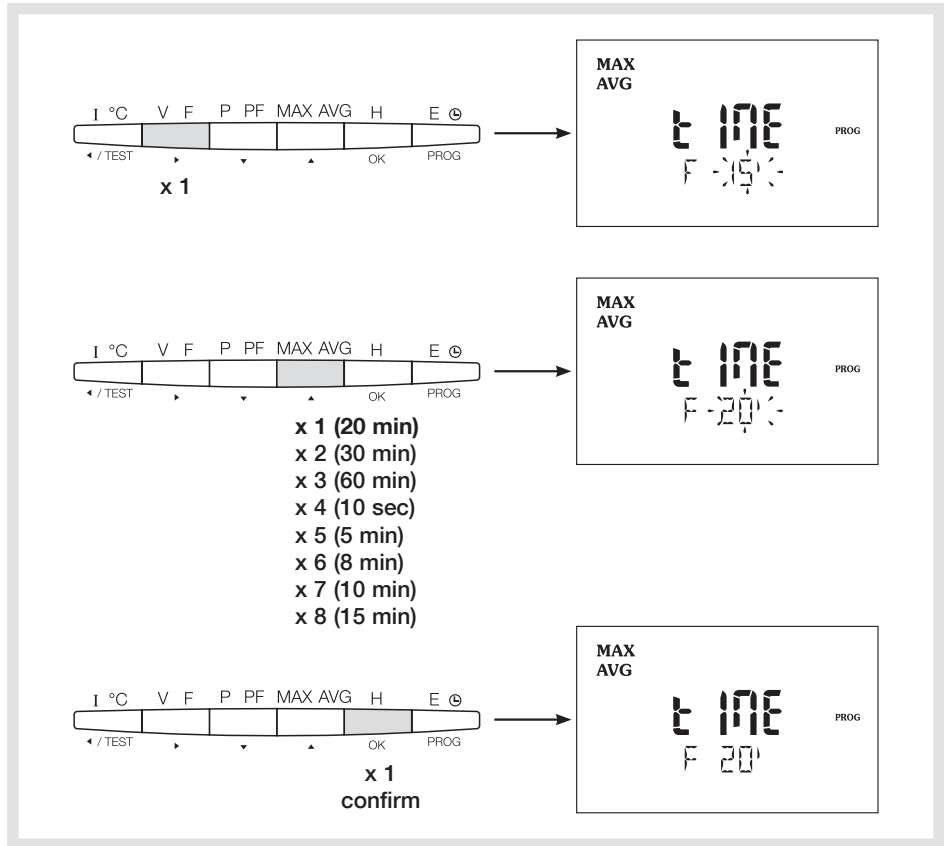 MAX
AVG
I °C V F P PF MAX AVG H E
t IME PROG
◂ / TEST ▸ ▾ ▴ OK PROG
F 15'
x 1
MAX
AVG
I °C V F P PF MAX AVG H E
t IME PROG
◂ / TEST ▸ ▾ ▴ OK PROG
F 20'
x 1 (20 min)
x 2 (30 min)
x 3 (60 min)
x 4 (10 sec)
x 5 (5 min)
x 6 (8 min)
x 7 (10 min)
x 8 (15 min)
MAX
AVG
I °C V F P PF MAX AVG H E
t IME PROG
◂ / TEST ▸ ▾ ▴ OK PROG
F 20'
x 1
confirm